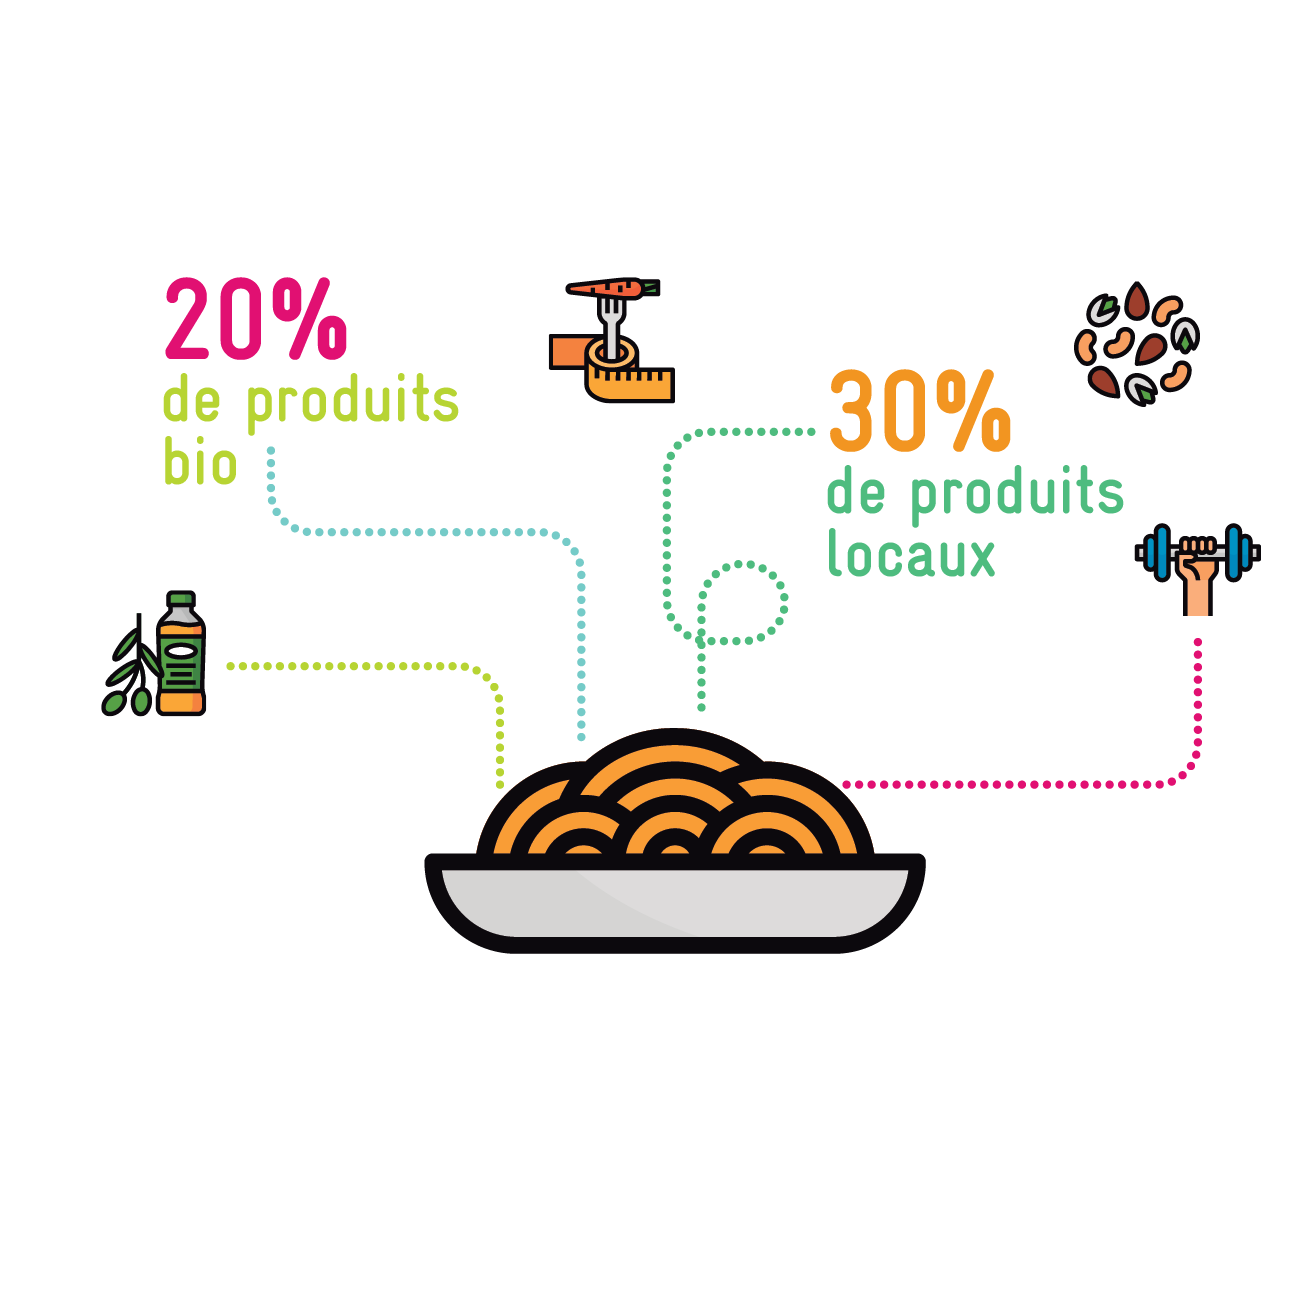 20%
de produits
bio
30%
de produits
locaux